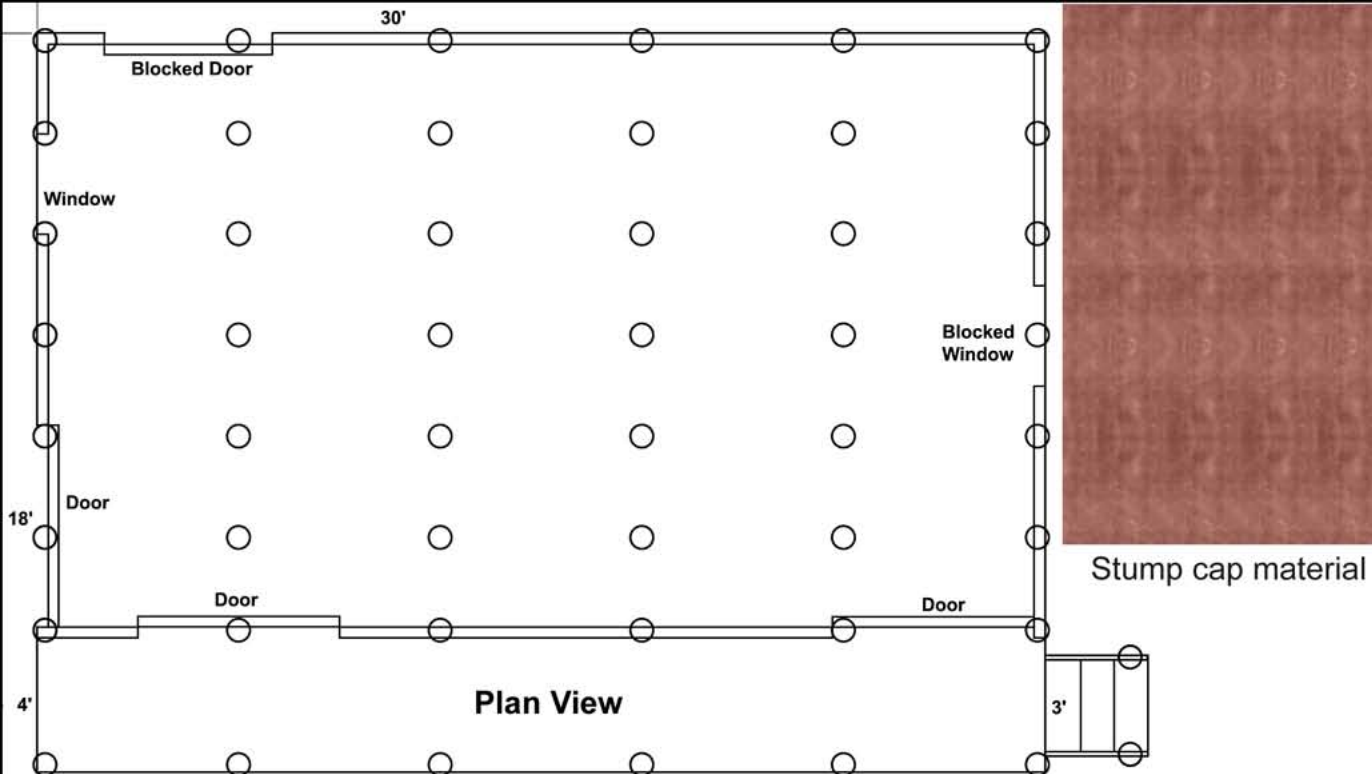 30'
Blocked Door
Window
Blocked
Window
Door
18'
Stump cap material
Door
Door
4'
Plan View
3'